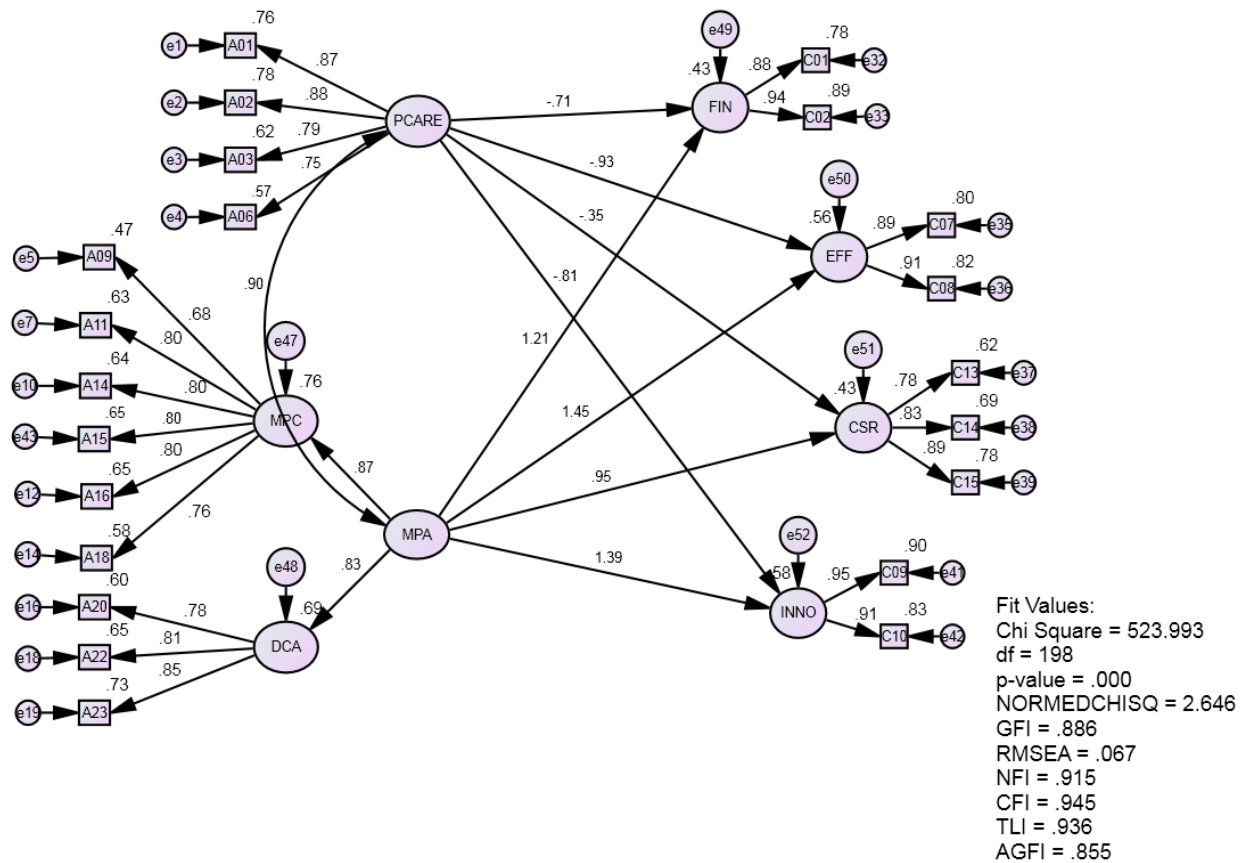 .76
e1 A01
.87
.78
e2 A02
.88
.62
e3 A03
.79
.57
e4 A06
.75
PCARE
e49
.43
FIN
.88
.78
C01 e32
.94
.89
C02 e33
-.71
-.93
-.35
-.81
e50
.56
EFF
.89
.80
C07 e35
.91
.82
C08 e36
.90
.47
e5 A09
.68
.63
e7 A11
.80
.64
e10 A14
.80
.65
e43 A15
.80
.65
e12 A16
.80
.58
e14 A18
.76
e47
.76
MPC
.87
1.21
1.45
.95
1.39
e51
.43
CSR
.78
.62
C13 e37
.83
.69
C14 e38
.89
.78
C15 e39
MPA
.83
.60
e16 A20
.78
.65
e18 A22
.81
.73
e19 A23
.85
e48
.69
DCA
e52
.58
INNO
.95
.90
C09 e41
.91
.83
C10 e42
Fit Values:
Chi Square = 523.993
df = 198
p-value = .000
NORMEDCHISQ = 2.646
GFI = .886
RMSEA = .067
NFI = .915
CFI = .945
TLI = .936
AGFI = .855